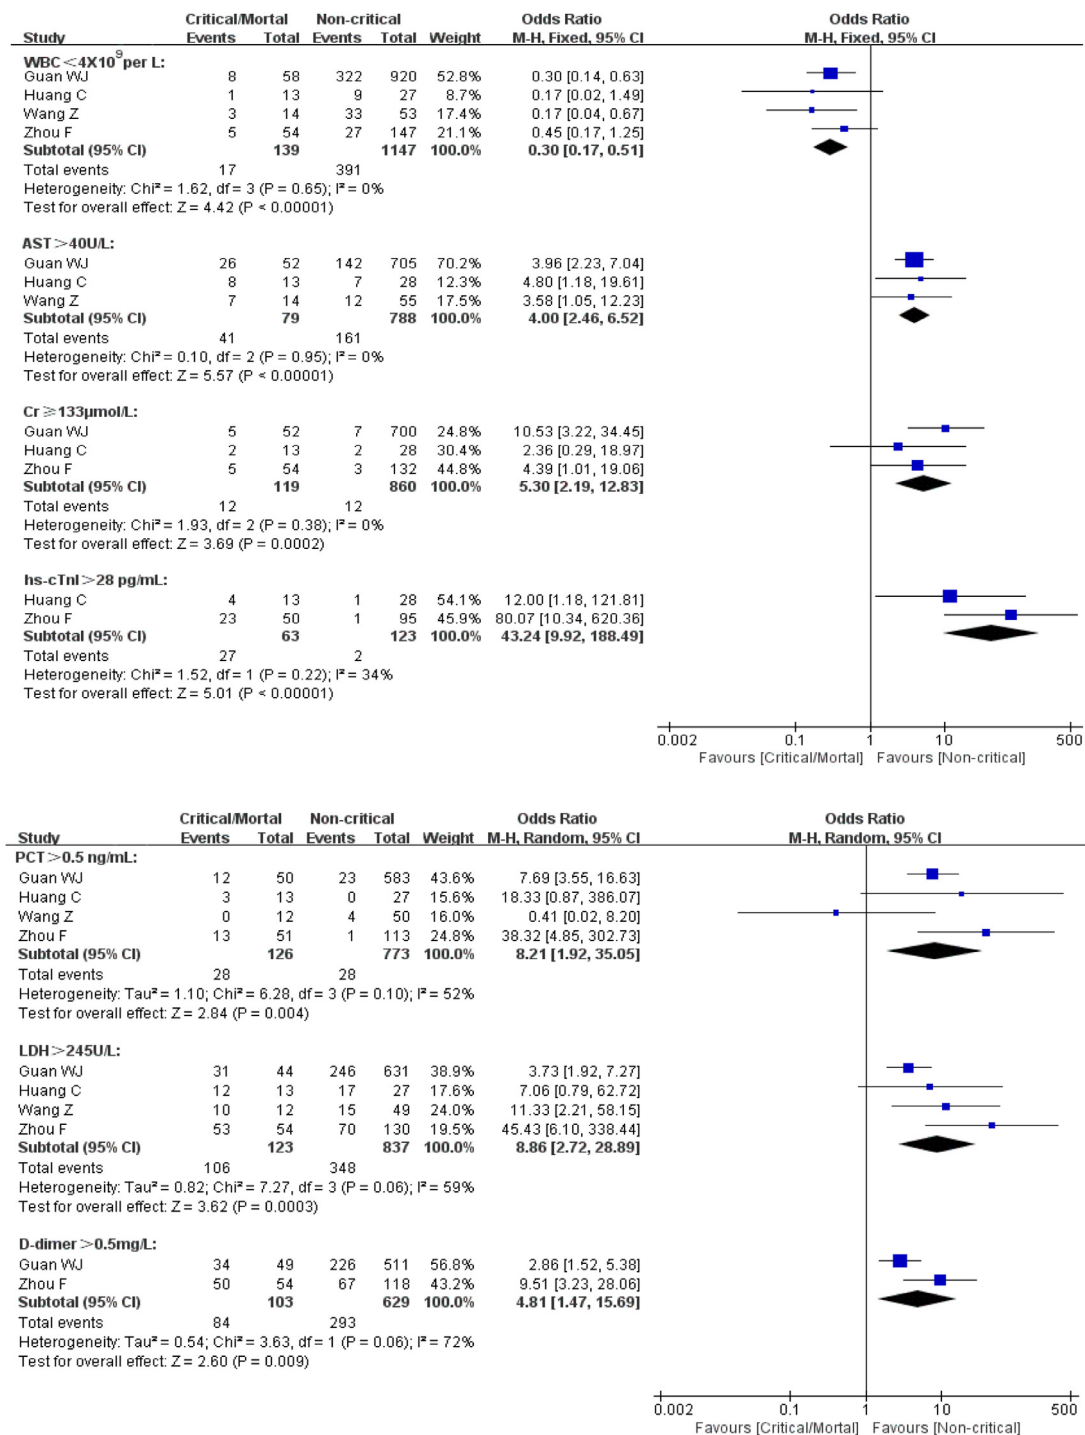 Critical/Mortal Non-critical Odds Ratio Odds Ratio
Study Events Total Events Total Weight M-H, Fixed, 95% CI M-H, Fixed, 95% CI
WBC＜4X10⁹per L:
Guan WJ 8 58 322 920 52.8% 0.30 [0.14, 0.63]
Huang C 1 13 9 27 8.7% 0.17 [0.02, 1.49]
Wang Z 3 14 33 53 17.4% 0.17 [0.04, 0.67]
Zhou F 5 54 27 147 21.1% 0.45 [0.17, 1.25]
Subtotal (95% CI) 139 1147 100.0% 0.30 [0.17, 0.51]
Total events 17 391
Heterogeneity: Chi² = 1.62, df = 3 (P = 0.65); I² = 0%
Test for overall effect: Z = 4.42 (P < 0.00001)
AST＞40U/L:
Guan WJ 26 52 142 705 70.2% 3.96 [2.23, 7.04]
Huang C 8 13 7 28 12.3% 4.80 [1.18, 19.61]
Wang Z 7 14 12 55 17.5% 3.58 [1.05, 12.23]
Subtotal (95% CI) 79 788 100.0% 4.00 [2.46, 6.52]
Total events 41 161
Heterogeneity: Chi² = 0.10, df = 2 (P = 0.95); I² = 0%
Test for overall effect: Z = 5.57 (P < 0.00001)
Cr≥133μmol/L:
Guan WJ 5 52 7 700 24.8% 10.53 [3.22, 34.45]
Huang C 2 13 2 28 30.4% 2.36 [0.29, 18.97]
Zhou F 5 54 3 132 44.8% 4.39 [1.01, 19.06]
Subtotal (95% CI) 119 860 100.0% 5.30 [2.19, 12.83]
Total events 12 12
Heterogeneity: Chi² = 1.93, df = 2 (P = 0.38); I² = 0%
Test for overall effect: Z = 3.69 (P = 0.0002)
hs-cTnI＞28 pg/mL:
Huang C 4 13 1 28 54.1% 12.00 [1.18, 121.81]
Zhou F 23 50 1 95 45.9% 80.07 [10.34, 620.36]
Subtotal (95% CI) 63 123 100.0% 43.24 [9.92, 188.49]
Total events 27 2
Heterogeneity: Chi² = 1.52, df = 1 (P = 0.22); I² = 34%
Test for overall effect: Z = 5.01 (P < 0.00001)
0.002 0.1 1 10 500
Favours [Critical/Mortal] Favours [Non-critical]
Critical/Mortal Non-critical Odds Ratio Odds Ratio
Study Events Total Events Total Weight M-H, Random, 95% CI M-H, Random, 95% CI
PCT＞0.5 ng/mL:
Guan WJ 12 50 23 583 43.6% 7.69 [3.55, 16.63]
Huang C 3 13 0 27 15.6% 18.33 [0.87, 386.07]
Wang Z 0 12 4 50 16.0% 0.41 [0.02, 8.20]
Zhou F 13 51 1 113 24.8% 38.32 [4.85, 302.73]
Subtotal (95% CI) 126 773 100.0% 8.21 [1.92, 35.05]
Total events 28 28
Heterogeneity: Tau² = 1.10; Chi² = 6.28, df = 3 (P = 0.10); I² = 52%
Test for overall effect: Z = 2.84 (P = 0.004)
LDH＞245U/L:
Guan WJ 31 44 246 631 38.9% 3.73 [1.92, 7.27]
Huang C 12 13 17 27 17.6% 7.06 [0.79, 62.72]
Wang Z 10 12 15 49 24.0% 11.33 [2.21, 58.15]
Zhou F 53 54 70 130 19.5% 45.43 [6.10, 338.44]
Subtotal (95% CI) 123 837 100.0% 8.86 [2.72, 28.89]
Total events 106 348
Heterogeneity: Tau² = 0.82; Chi² = 7.27, df = 3 (P = 0.06); I² = 59%
Test for overall effect: Z = 3.62 (P = 0.0003)
D-dimer＞0.5mg/L:
Guan WJ 34 49 226 511 56.8% 2.86 [1.52, 5.38]
Zhou F 50 54 67 118 43.2% 9.51 [3.23, 28.06]
Subtotal (95% CI) 103 629 100.0% 4.81 [1.47, 15.69]
Total events 84 293
Heterogeneity: Tau² = 0.54; Chi² = 3.63, df = 1 (P = 0.06); I² = 72%
Test for overall effect: Z = 2.60 (P = 0.009)
0.002 0.1 1 10 500
Favours [Critical/Mortal] Favours [Non-critical]